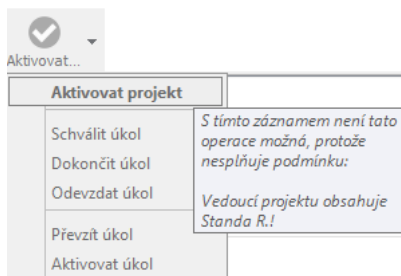 Aktivovat...
Aktivovat projekt
Schválit úkol
Dokončit úkol
Odevzdat úkol
Převzít úkol
Aktivovat úkol
S tímto záznamem není tato
operace možná, protože
nesplňuje podmínku:
Vedoucí projektu obsahuje
Standa R.!